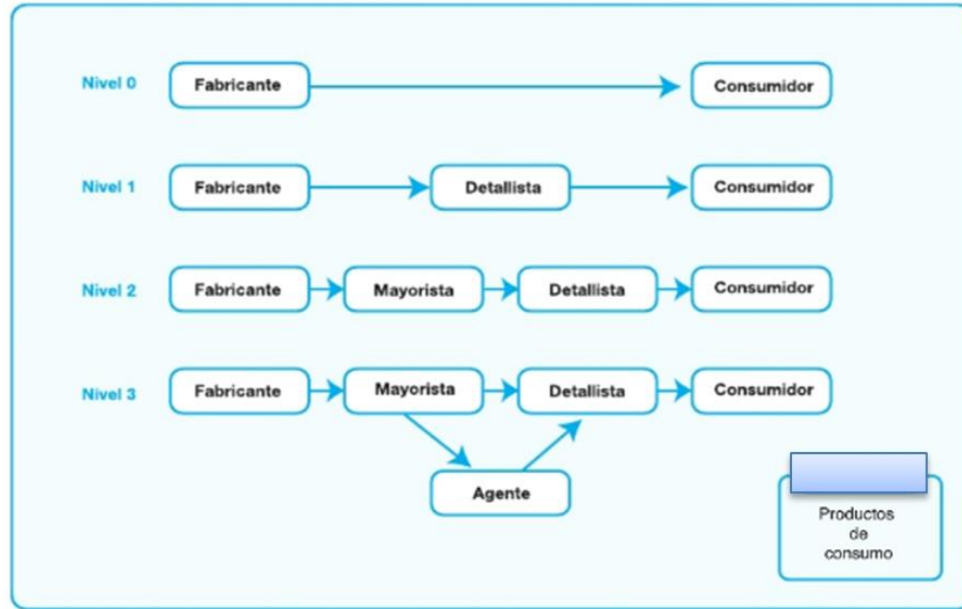 Nivel 0 Fabricante Consumidor
Nivel 1 Fabricante Detallista Consumidor
Nivel 2 Fabricante Mayorista Detallista Consumidor
Nivel 3 Fabricante Mayorista Detallista Consumidor
Agente
Productos
de
consumo